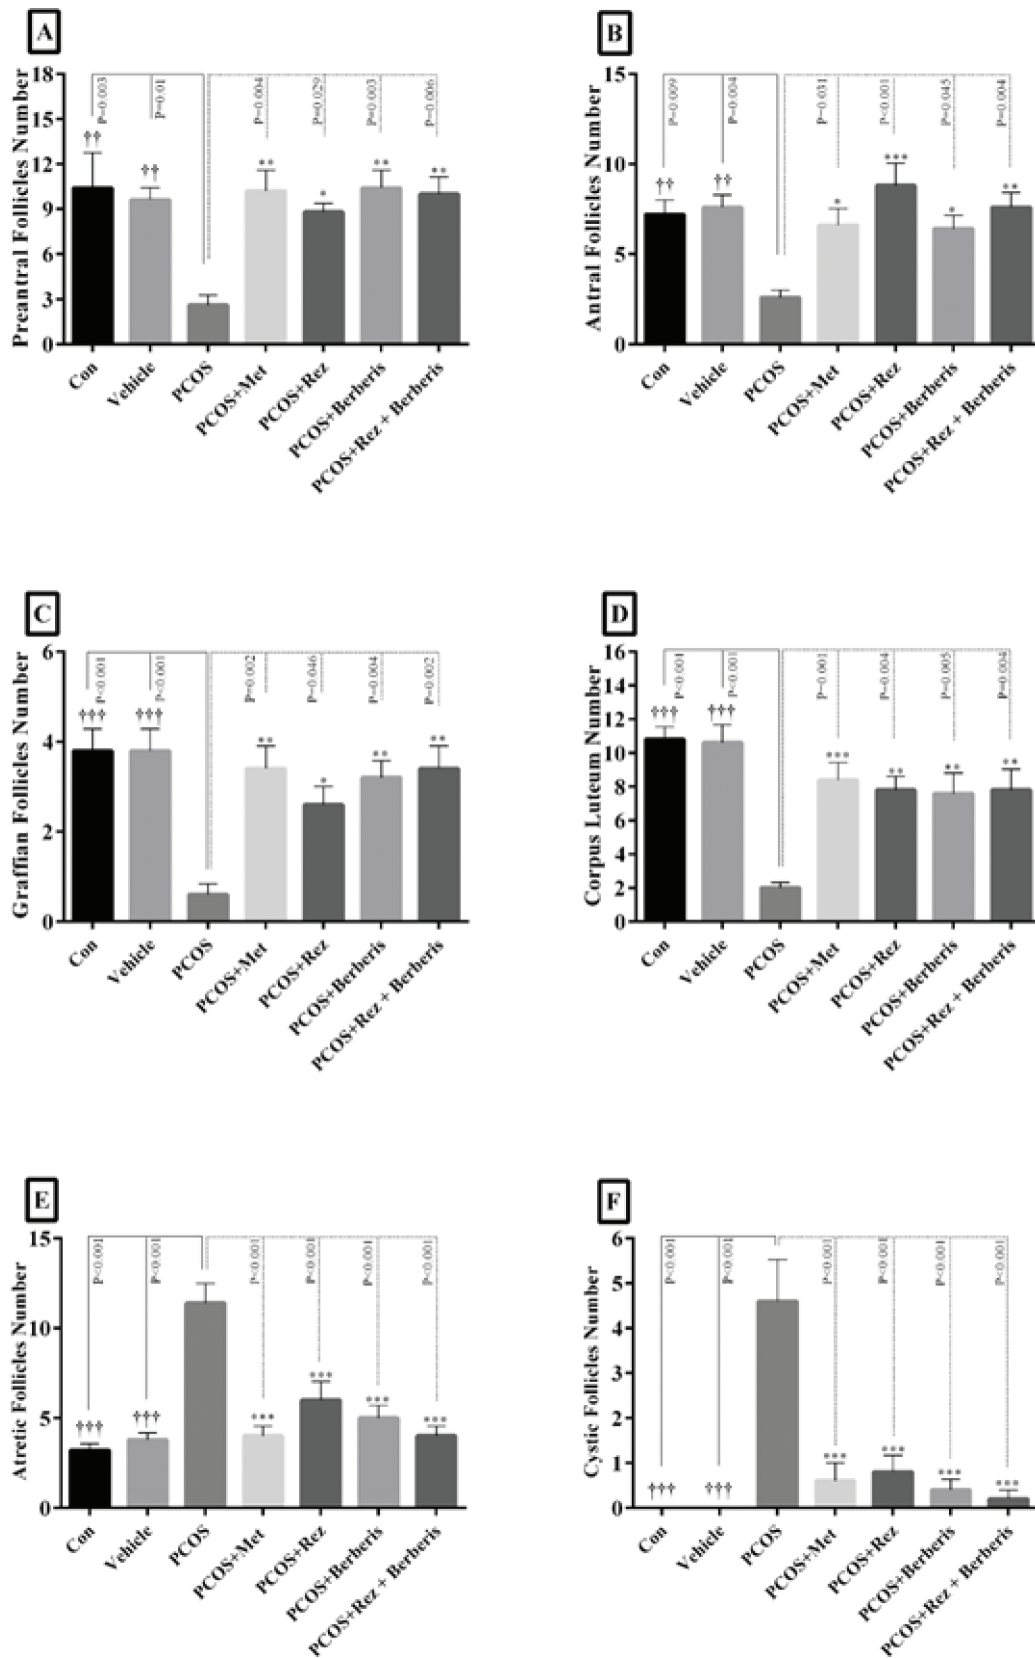 A
Preantral Follicles Number
18
15
12
9
6
3
0
P=0.003
P=0.01
P=0.004
P=0.029
P=0.003
P=0.006
††
††
**
*
**
**
Con
Vehicle
PCOS
PCOS+Met
PCOS+Rez
PCOS+Berberis
PCOS+Rez + Berberis
B
Antral Follicles Number
15
10
5
0
P=0.009
P=0.004
P=0.031
P<0.001
P=0.045
P=0.004
††
††
*
***
*
**
Con
Vehicle
PCOS
PCOS+Met
PCOS+Rez
PCOS+Berberis
PCOS+Rez + Berberis
C
Graffian Follicles Number
6
4
2
0
P<0.001
P<0.001
P=0.002
P=0.046
P=0.004
P=0.002
†††
†††
**
*
**
**
Con
Vehicle
PCOS
PCOS+Met
PCOS+Rez
PCOS+Berberis
PCOS+Rez + Berberis
D
Corpus Luteum Number
16
14
12
10
8
6
4
2
0
P<0.001
P<0.001
P=0.001
P=0.004
P=0.005
P=0.004
†††
†††
***
**
**
**
Con
Vehicle
PCOS
PCOS+Met
PCOS+Rez
PCOS+Berberis
PCOS+Rez + Berberis
E
Atretic Follicles Number
15
10
5
0
P<0.001
P<0.001
P<0.001
P<0.001
P<0.001
P<0.001
†††
†††
***
***
***
***
Con
Vehicle
PCOS
PCOS+Met
PCOS+Rez
PCOS+Berberis
PCOS+Rez + Berberis
F
Cystic Follicles Number
6
5
4
3
2
1
0
P<0.001
P<0.001
P<0.001
P<0.001
P<0.001
P<0.001
†††
†††
***
***
***
***
Con
Vehicle
PCOS
PCOS+Met
PCOS+Rez
PCOS+Berberis
PCOS+Rez + Berberis